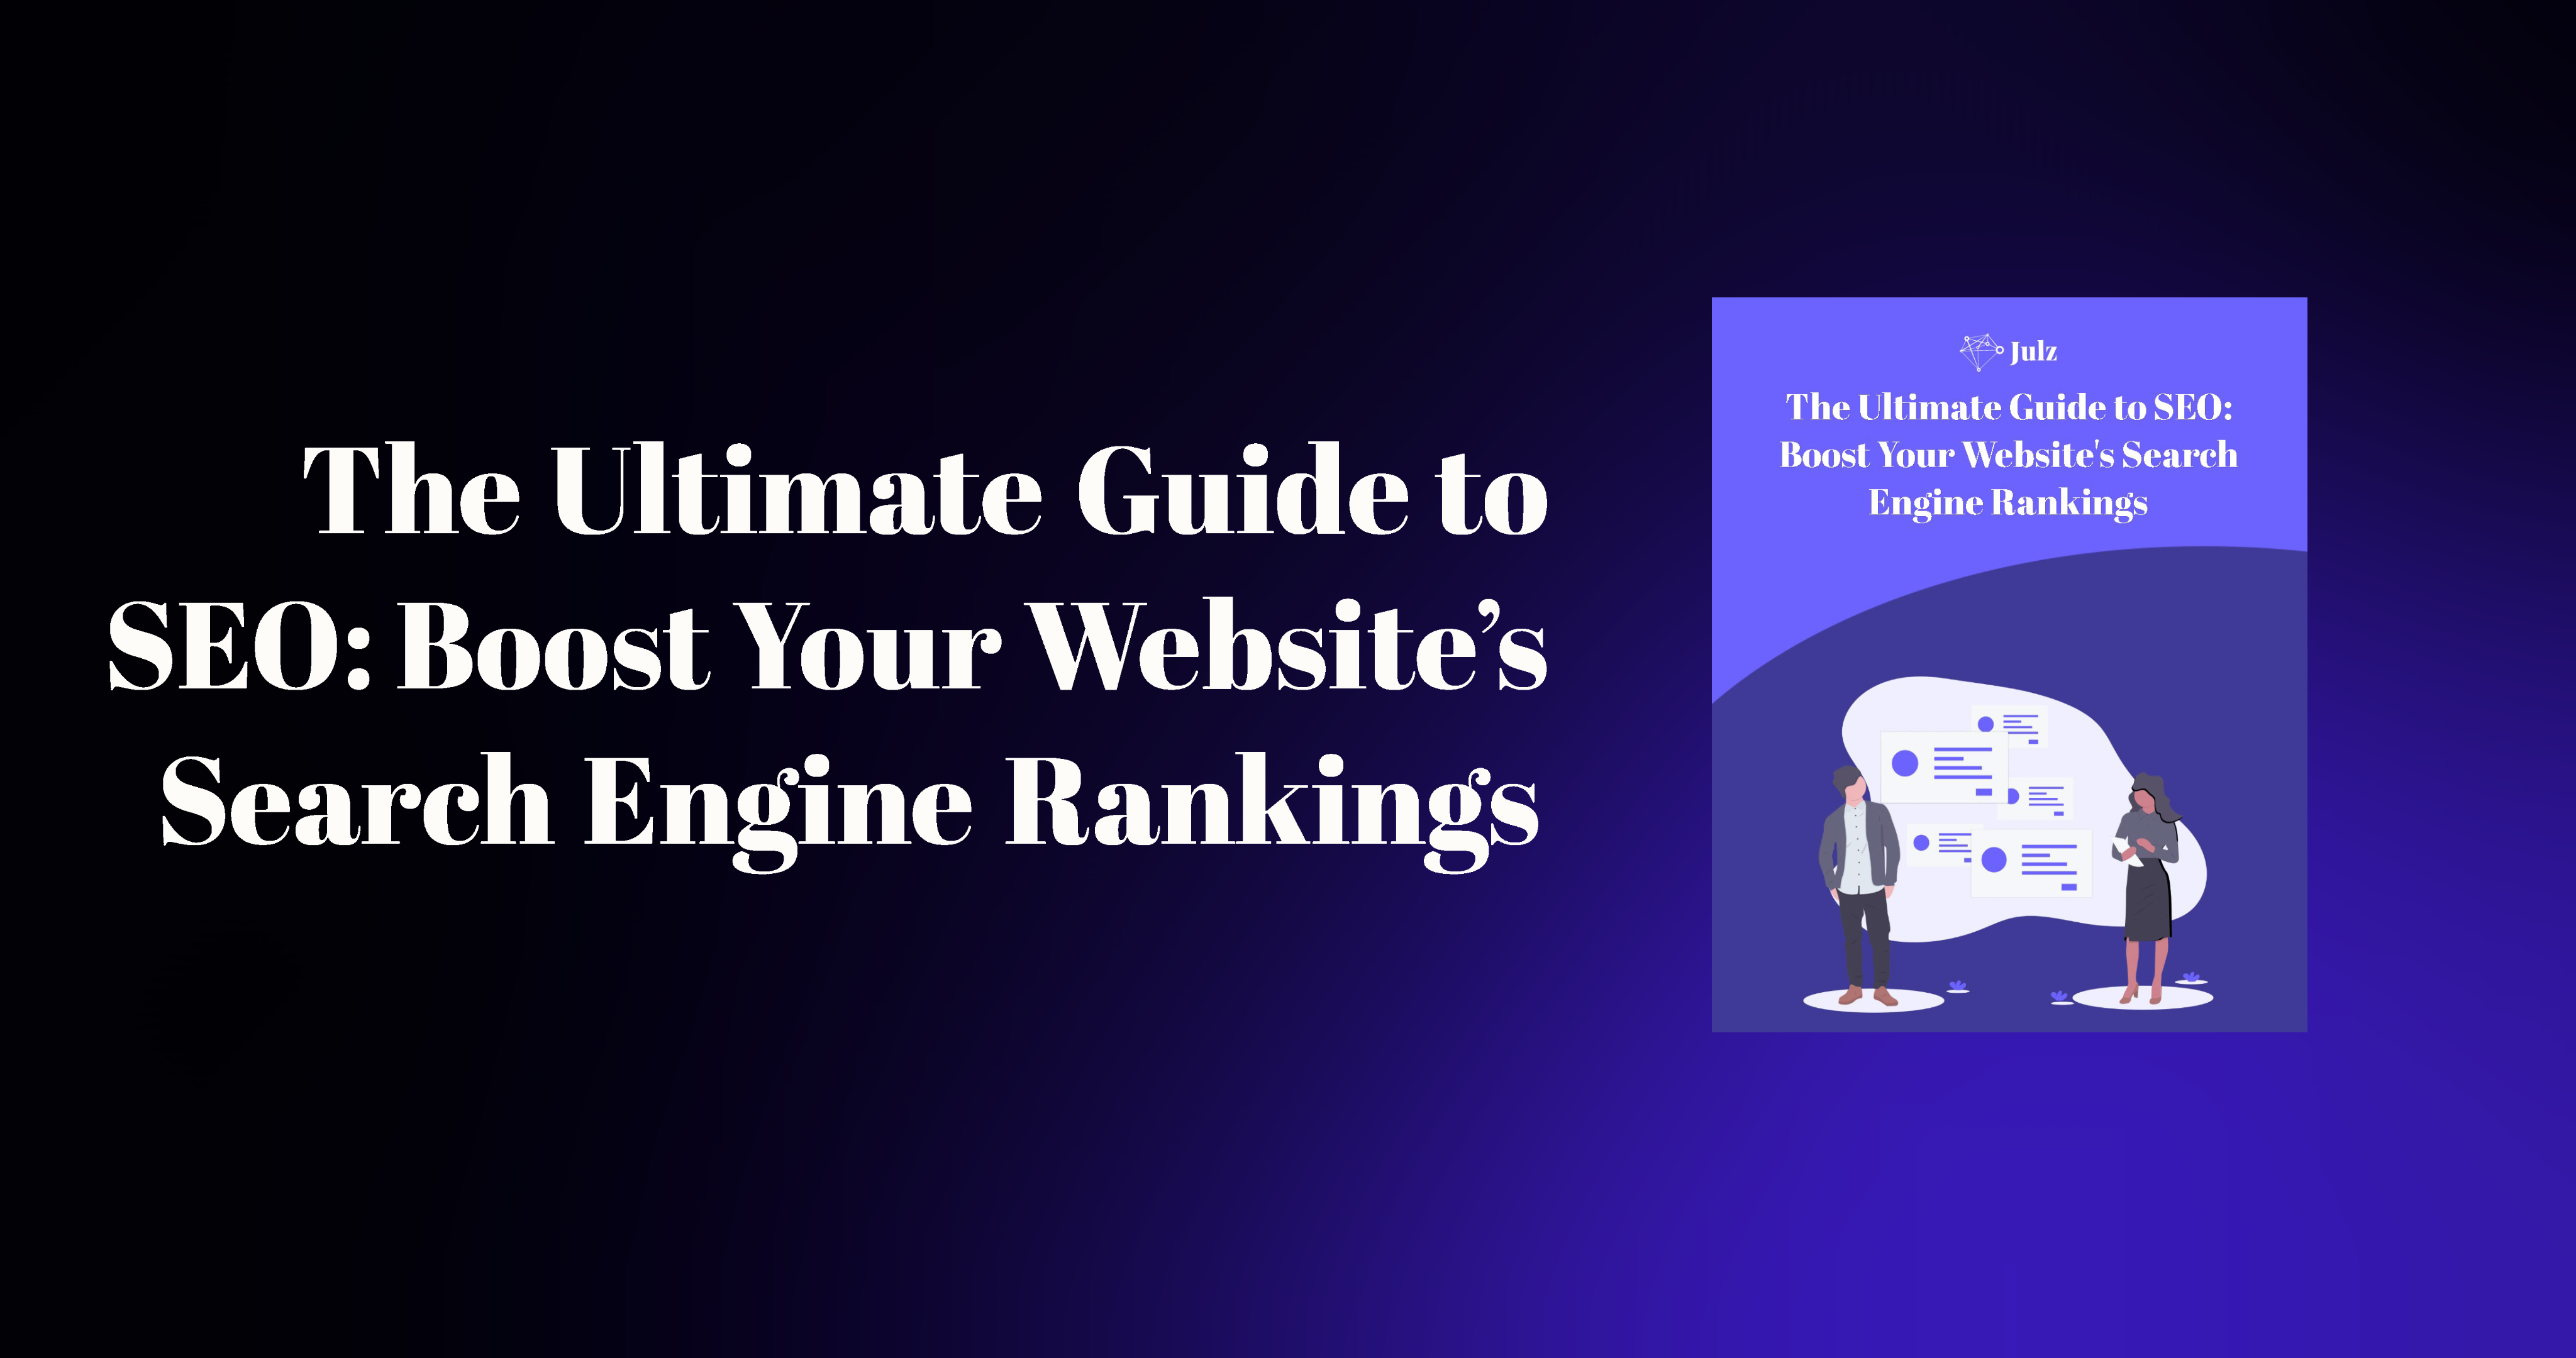 The Ultimate Guide to
SEO: Boost Your Website’s
Search Engine Rankings
Julz
The Ultimate Guide to SEO:
Boost Your Website's Search
Engine Rankings